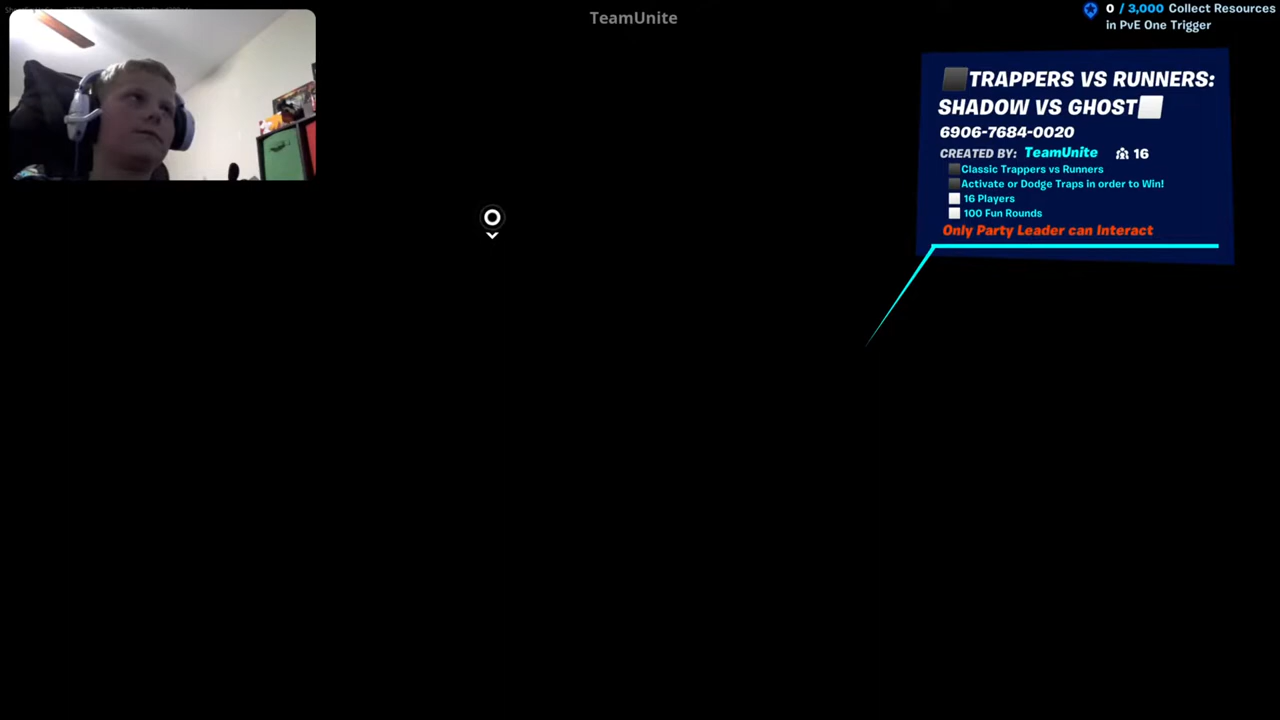 TeamUnite
0 / 3,000 Collect Resources
in PvE One Trigger
TRAPPERS VS RUNNERS:
SHADOW VS GHOST
6906-7684-0020
CREATED BY: TeamUnite 16
Classic Trappers vs Runners
Activate or Dodge Traps in order to Win!
16 Players
100 Fun Rounds
Only Party Leader can Interact